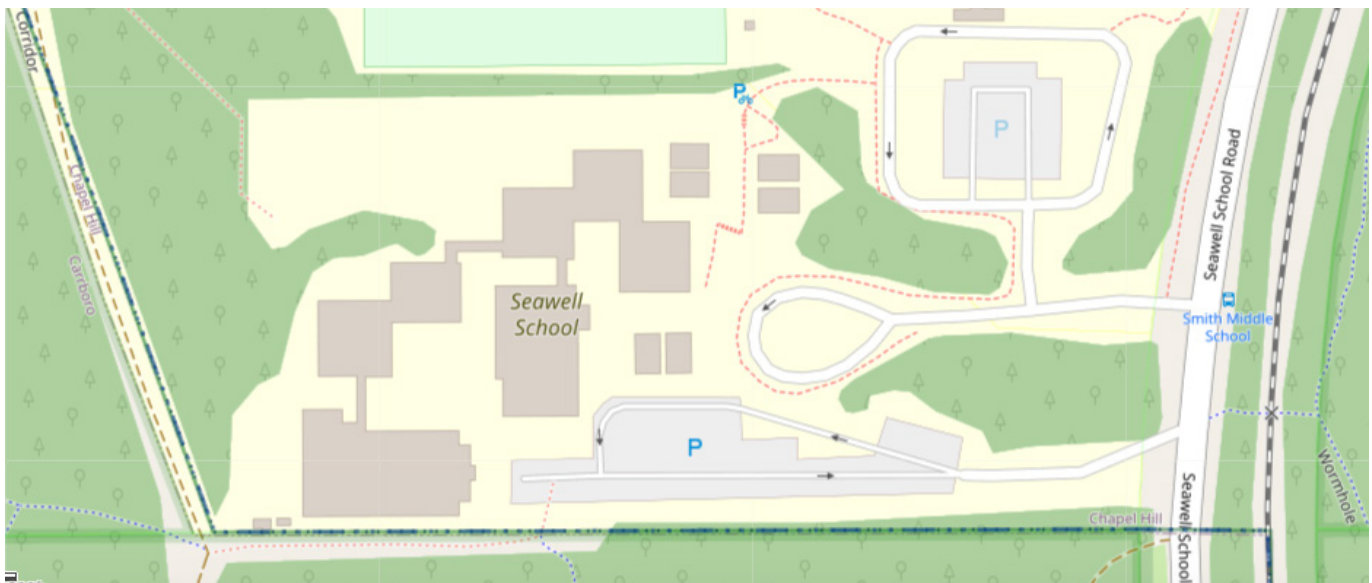 Corridor
Chapel Hill
Carrboro
P
P
Seawell School Road
Seawell
School
Smith Middle
School
P
Wormhole
Chapel Hill
Seawell School